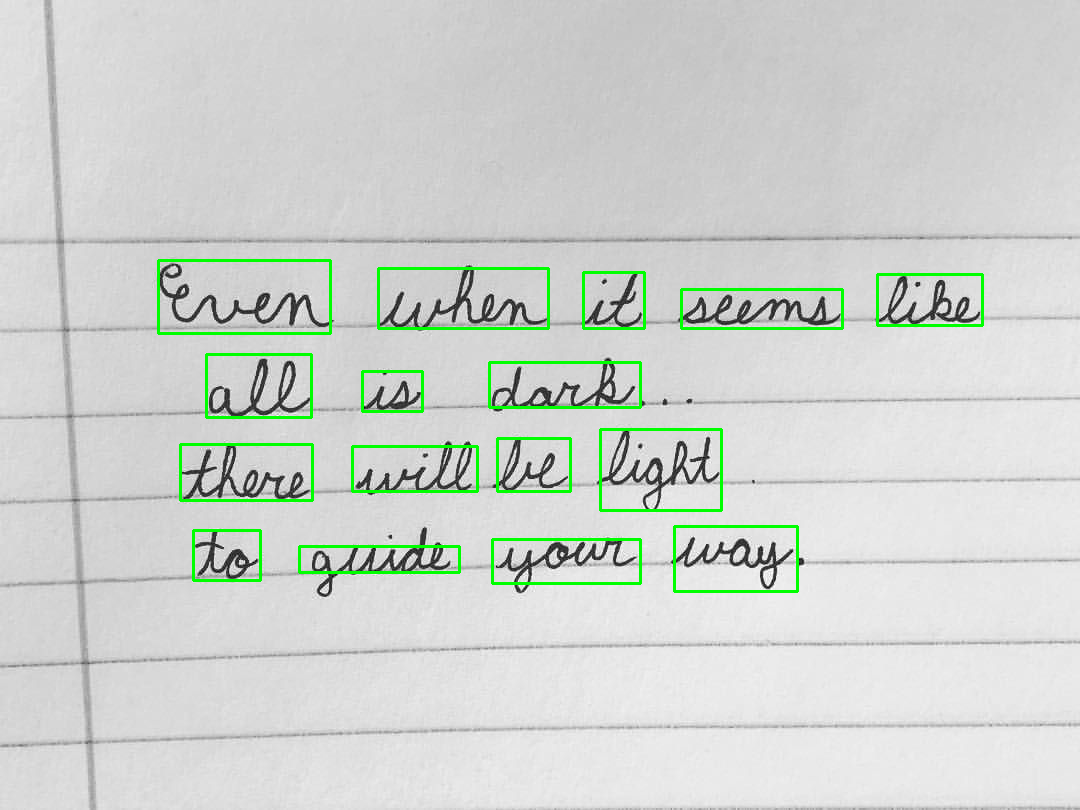 Even when it seems like
all is dark...
there will be light.
to guide your way.